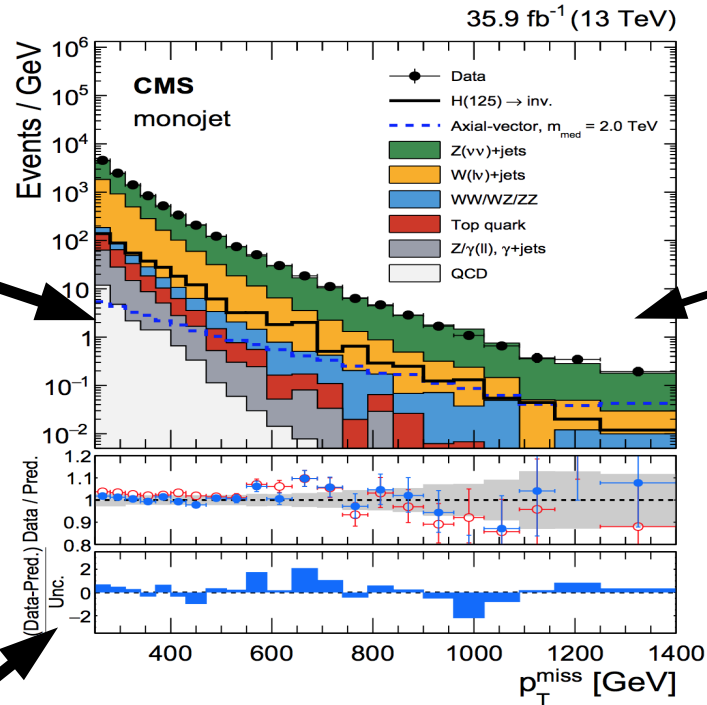 35.9 fb⁻¹ (13 TeV)
Events / GeV
10⁶
10⁵
10⁴
10³
10²
10
1
10⁻¹
10⁻²
CMS
monojet
Data
H(125) → inv.
Axial-vector, m_med = 2.0 TeV
Z(νν)+jets
W(lν)+jets
WW/WZ/ZZ
Top quark
Z/γ(ll), γ+jets
QCD
Data / Pred.
1.2
1.1
1.0
0.9
0.8
(Data-Pred.)
Unc.
2
0
−2
400 600 800 1000 1200 1400
p_T^miss [GeV]